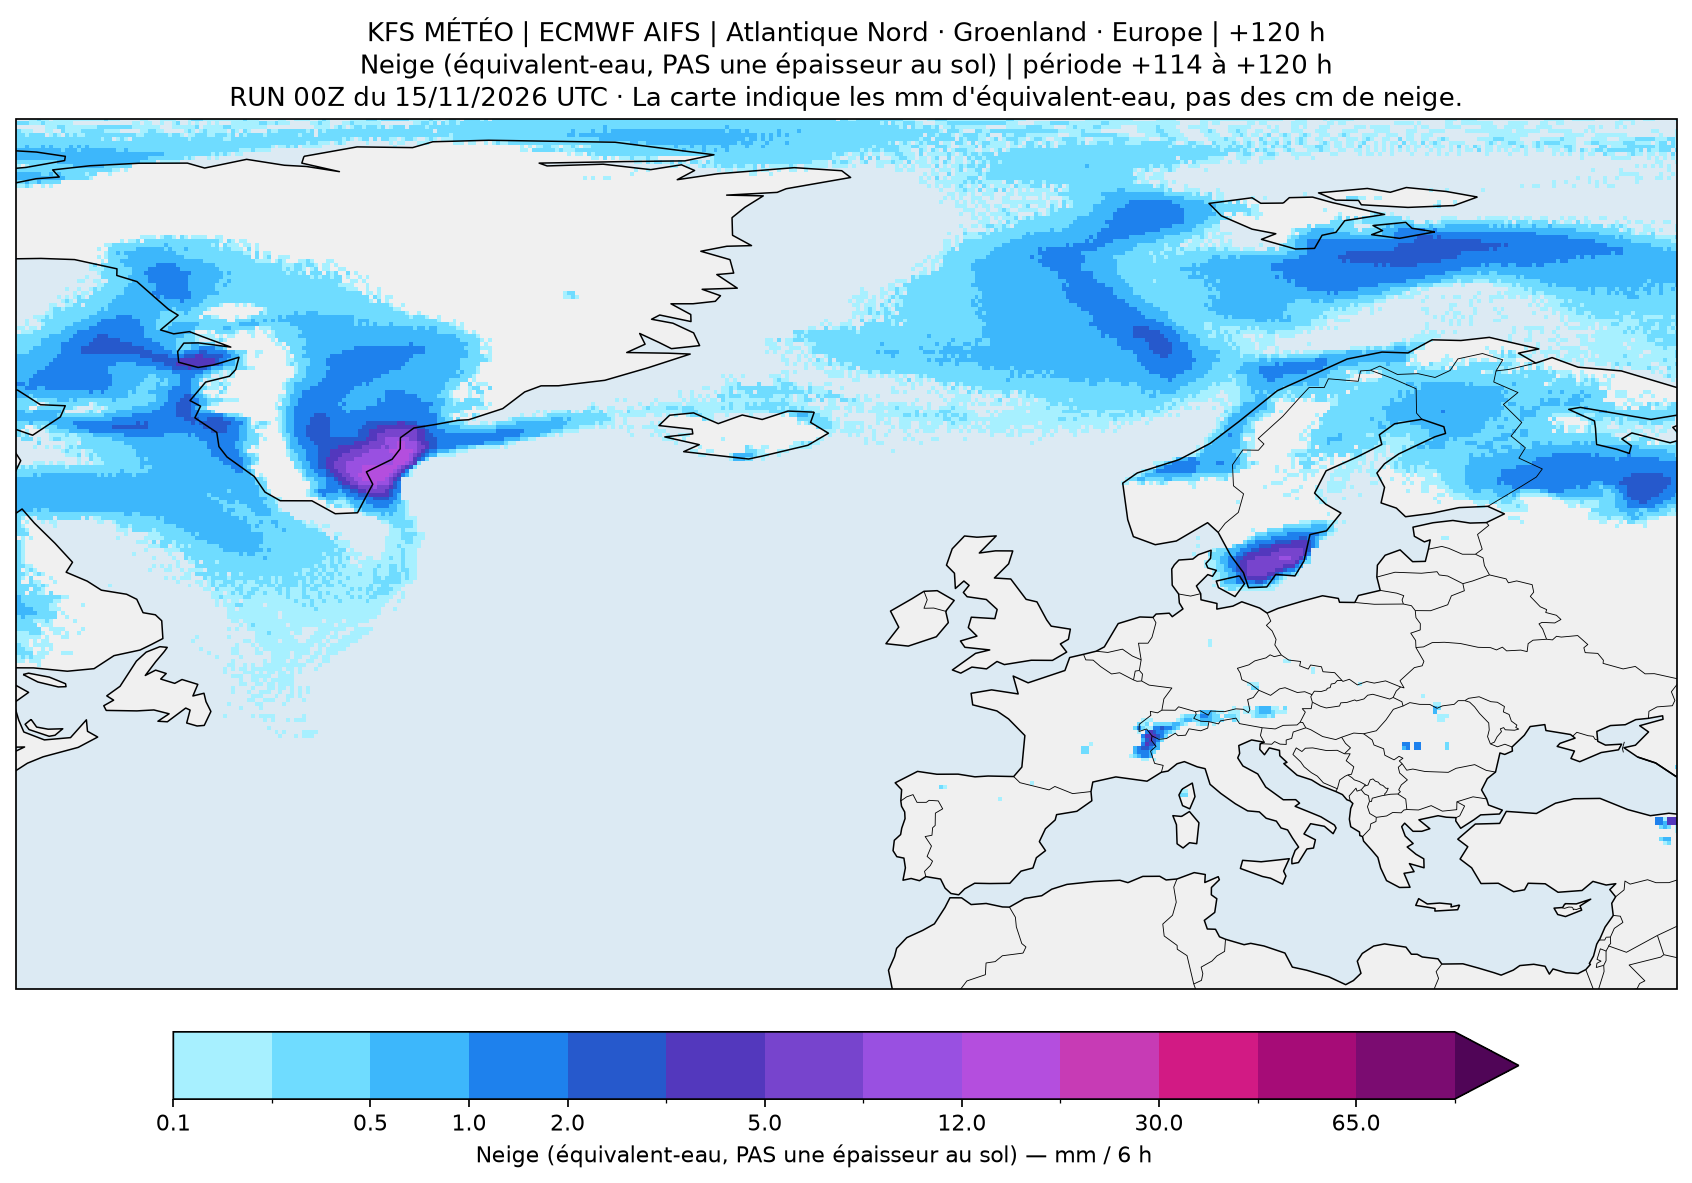 KFS MÉTÉO | ECMWF AIFS | Atlantique Nord · Groenland · Europe | +120 h
Neige (équivalent-eau, PAS une épaisseur au sol) | période +114 à +120 h
RUN 00Z du 15/11/2026 UTC · La carte indique les mm d'équivalent-eau, pas des cm de neige.
0.1 0.5 1.0 2.0 5.0 12.0 30.0 65.0
Neige (équivalent-eau, PAS une épaisseur au sol) — mm / 6 h